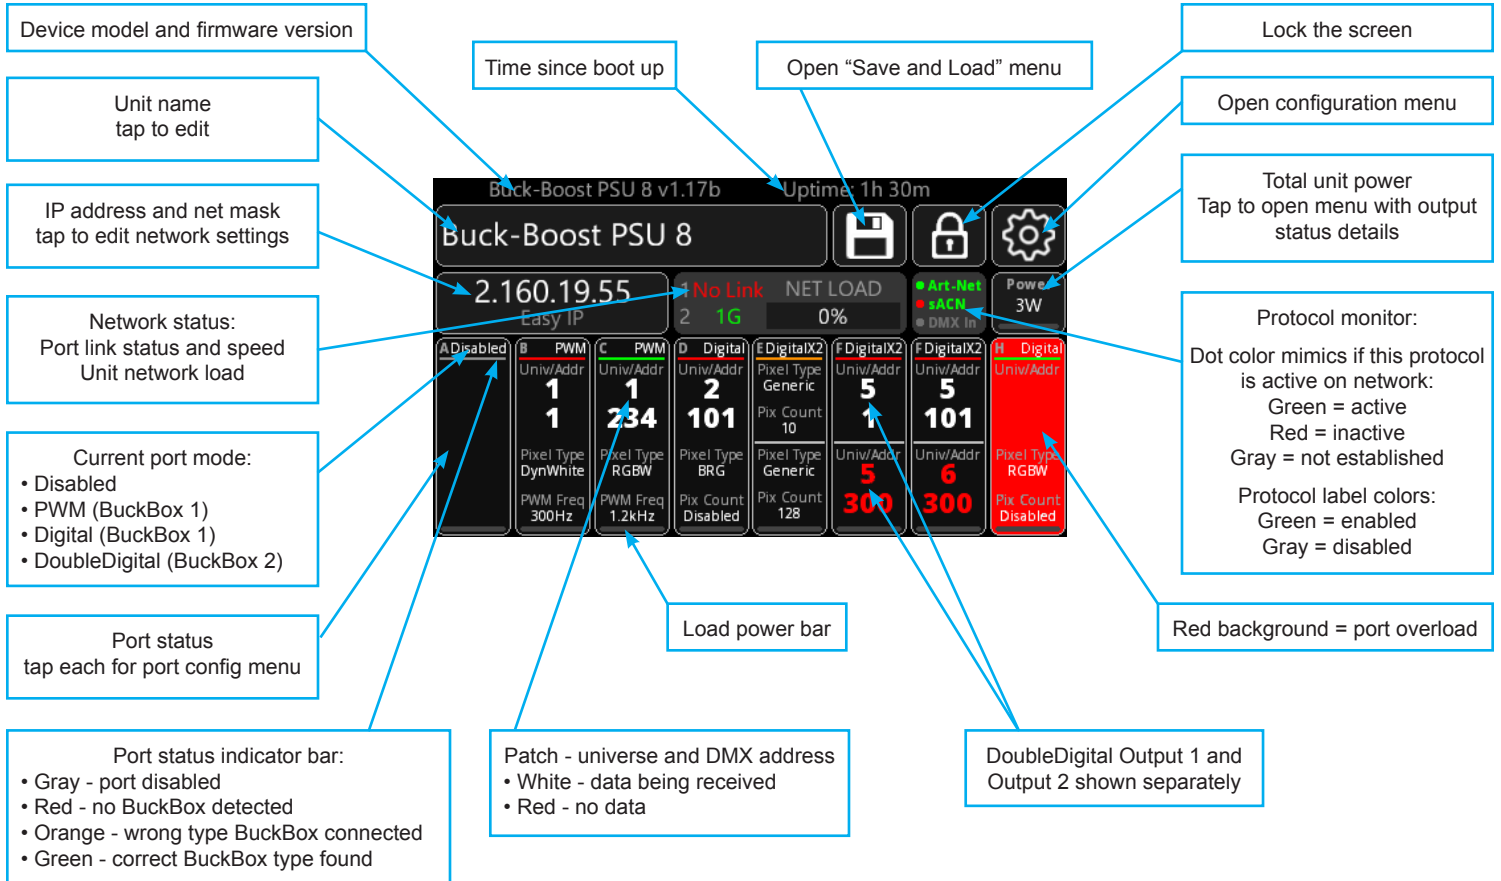 Device model and firmware version
Time since boot up
Open “Save and Load” menu
Lock the screen
Unit name
tap to edit
Open configuration menu
IP address and net mask
tap to edit network settings
Total unit power
Tap to open menu with output
status details
Network status:
Port link status and speed
Unit network load
Protocol monitor:
Dot color mimics if this protocol
is active on network:
Green = active
Red = inactive
Gray = not established
Protocol label colors:
Green = enabled
Gray = disabled
Current port mode:
• Disabled
• PWM (BuckBox 1)
• Digital (BuckBox 1)
• DoubleDigital (BuckBox 2)
Port status
tap each for port config menu
Load power bar
Red background = port overload
Port status indicator bar:
• Gray - port disabled
• Red - no BuckBox detected
• Orange - wrong type BuckBox connected
• Green - correct BuckBox type found
Patch - universe and DMX address
• White - data being received
• Red - no data
DoubleDigital Output 1 and
Output 2 shown separately
Buck-Boost PSU 8 v1.17b Uptime: 1h 30m
Buck-Boost PSU 8
2.160.19.55
Easy IP
1 No Link NET LOAD
2 1G 0%
Art-Net
sACN
DMX In
Power
3W
A Disabled
B PWM
Univ/Addr
1
1
Pixel Type
DynWhite
PWM Freq
300Hz
C PWM
Univ/Addr
1
234
Pixel Type
RGBW
PWM Freq
1.2kHz
D Digital
Univ/Addr
2
101
Pixel Type
BRG
Pix Count
Disabled
E DigitalX2
Pixel Type
Generic
Pix Count
10
Pixel Type
Generic
Pix Count
128
F DigitalX2
Univ/Addr
5
1
Univ/Addr
5
300
F DigitalX2
Univ/Addr
5
101
Univ/Addr
6
300
H Digital
Univ/Addr
Pixel Type
RGBW
Pix Count
Disabled